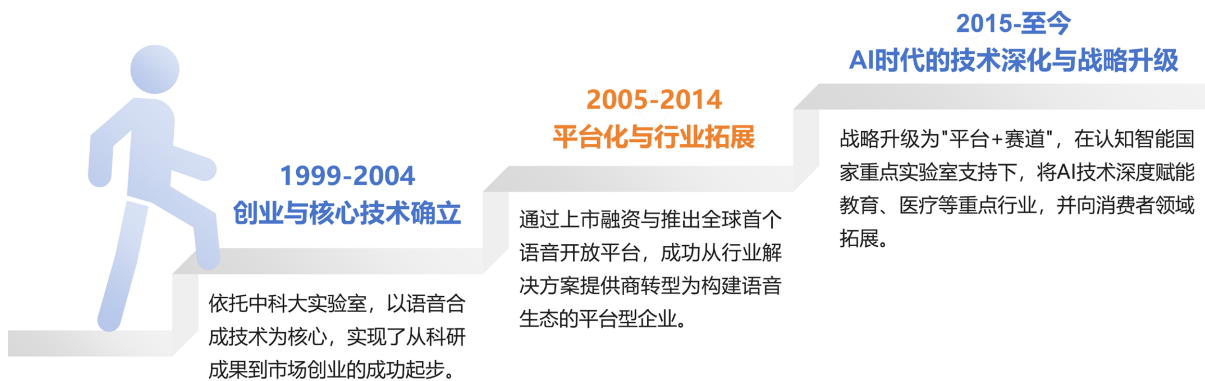 1999-2004
创业与核心技术确立
依托中科大实验室，以语音合
成技术为核心，实现了从科研
成果到市场创业的成功起步。
2005-2014
平台化与行业拓展
通过上市融资与推出全球首个
语音开放平台，成功从行业解
决方案提供商转型为构建语音
生态的平台型企业。
2015-至今
AI时代的技术深化与战略升级
战略升级为"平台+赛道"，在认知智能国
家重点实验室支持下，将AI技术深度赋能
教育、医疗等重点行业，并向消费者领域
拓展。